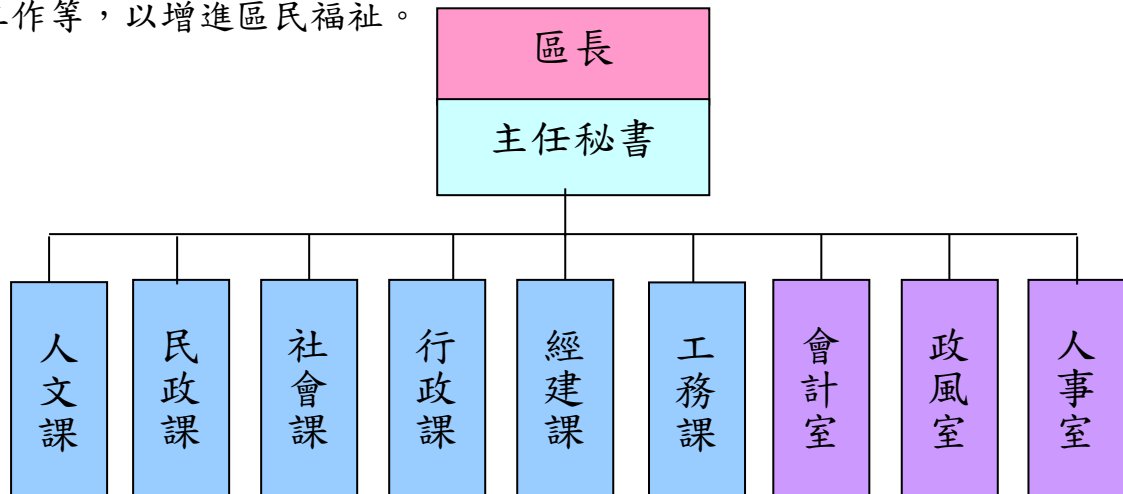 工作等，以增進區民福祉。
區長
主任秘書
人文課
民政課
社會課
行政課
經建課
工務課
會計室
政風室
人事室